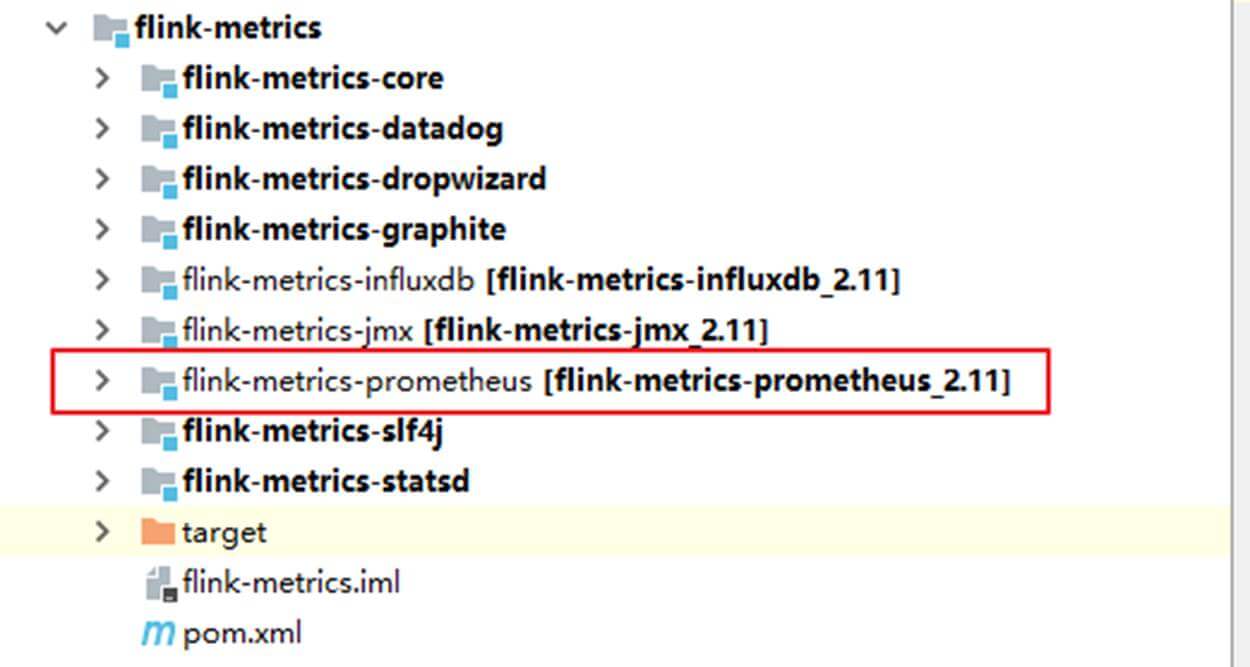 flink-metrics
flink-metrics-core
flink-metrics-datadog
flink-metrics-dropwizard
flink-metrics-graphite
flink-metrics-influxdb [flink-metrics-influxdb_2.11]
flink-metrics-jmx [flink-metrics-jmx_2.11]
flink-metrics-prometheus [flink-metrics-prometheus_2.11]
flink-metrics-slf4j
flink-metrics-statsd
target
flink-metrics.iml
pom.xml